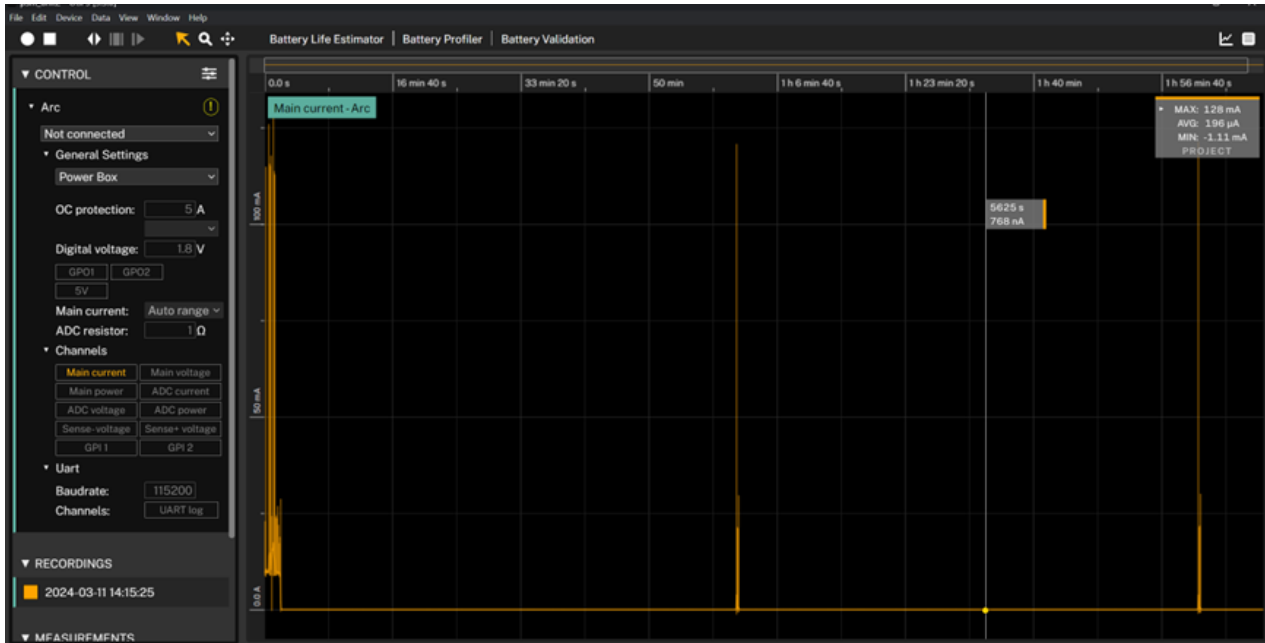 File Edit Device Data View Window Help
Battery Life Estimator | Battery Profiler | Battery Validation
▼ CONTROL
▼ Arc
Not connected
▼ General Settings
Power Box
OC protection: 5 A
Digital voltage: 1.8 V
GPO1 GPO2
5V
Main current: Auto range
ADC resistor: 1 Ω
▼ Channels
Main current Main voltage
Main power ADC current
ADC voltage ADC power
Sense-voltage Sense+ voltage
GPI 1 GPI 2
▼ Uart
Baudrate: 115200
Channels: UART log
▼ RECORDINGS
2024-03-11 14:15:25
▼ MEASUREMENTS
0.0 s 16 min 40 s 33 min 20 s 50 min 1 h 6 min 40 s 1 h 23 min 20 s 1 h 40 min 1 h 56 min 40 s
Main current - Arc
MAX: 128 mA
AVG: 196 µA
MIN: -1.11 mA
PROJECT
100 mA
5625 s
768 nA
50 mA
0.0 A